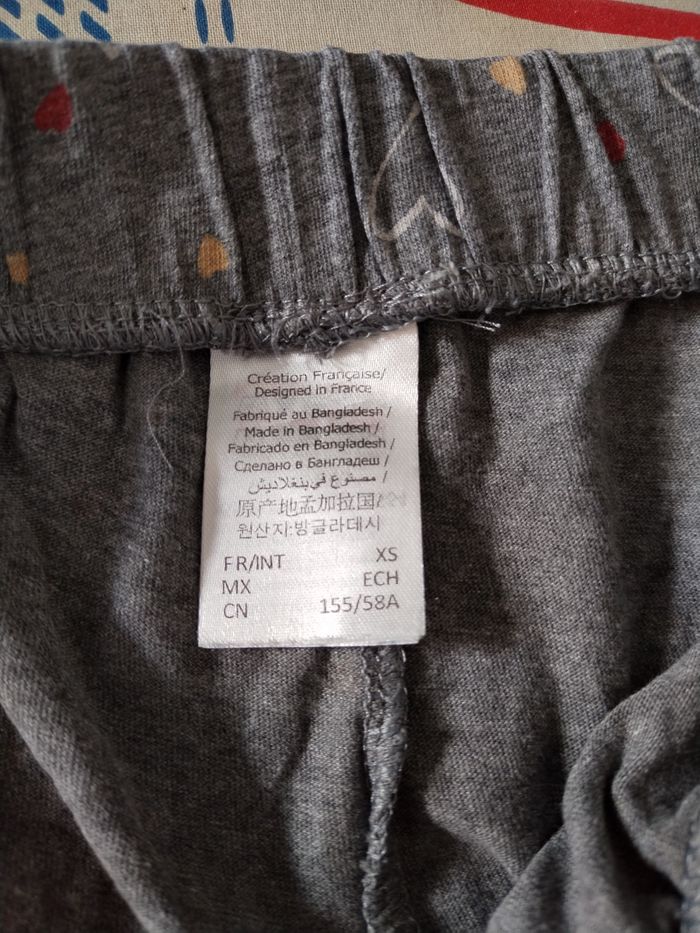 Création Française/
Designed in France
Fabriqué au Bangladesh /
Made in Bangladesh /
Fabricado en Bangladesh /
Сделано в Бангладеш /
مصنوع في بنغلاديش /
原产地孟加拉国/
원산지:방글라데시
FR/INT XS
MX ECH
CN 155/58A